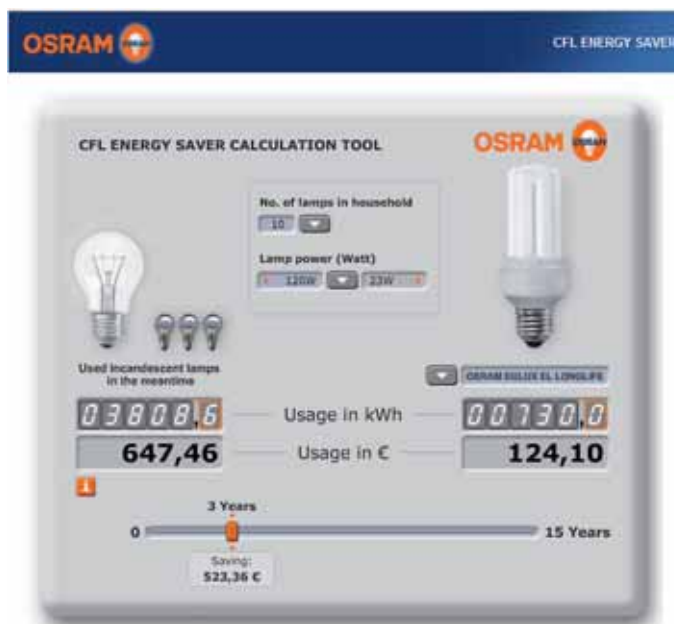 OSRAM
CFL ENERGY SAVER
CFL ENERGY SAVER CALCULATION TOOL
OSRAM
No. of lamps in household
10
Lamp power (Watt)
120W 23W
Used incandescent lamps
in the meantime
OSRAM DULUX EL LONGLIFE
03808,6 Usage in kWh 00730,0
647,46 Usage in € 124,10
i
3 Years
0 15 Years
Saving:
523,36 €